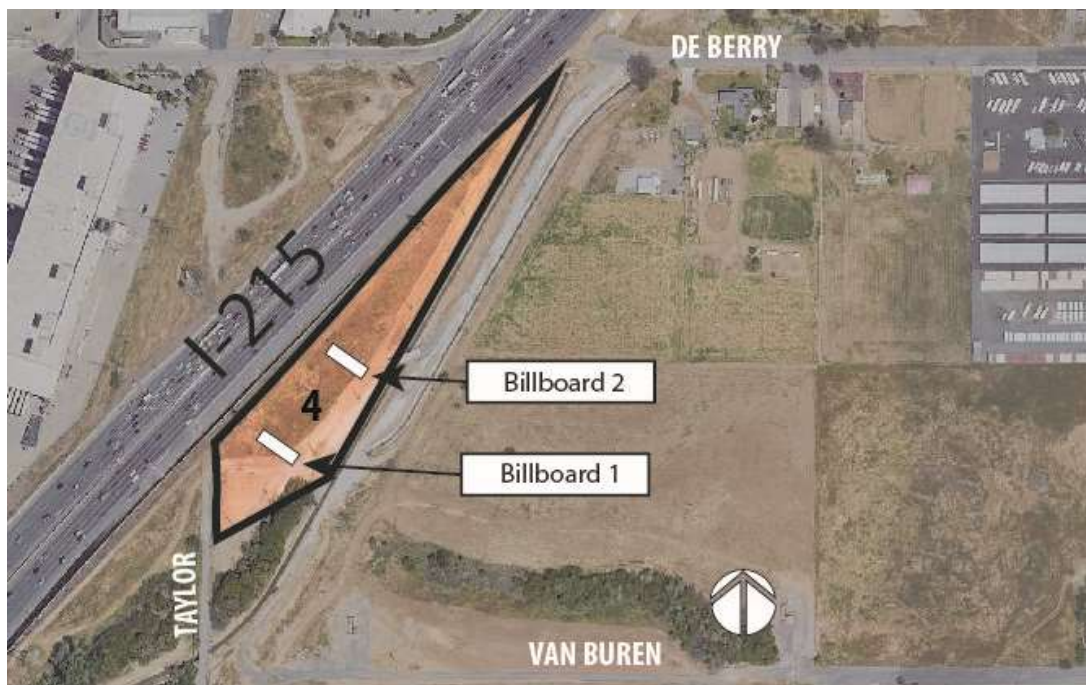 DE BERRY
I-215
Billboard 2
4
Billboard 1
TAYLOR
VAN BUREN